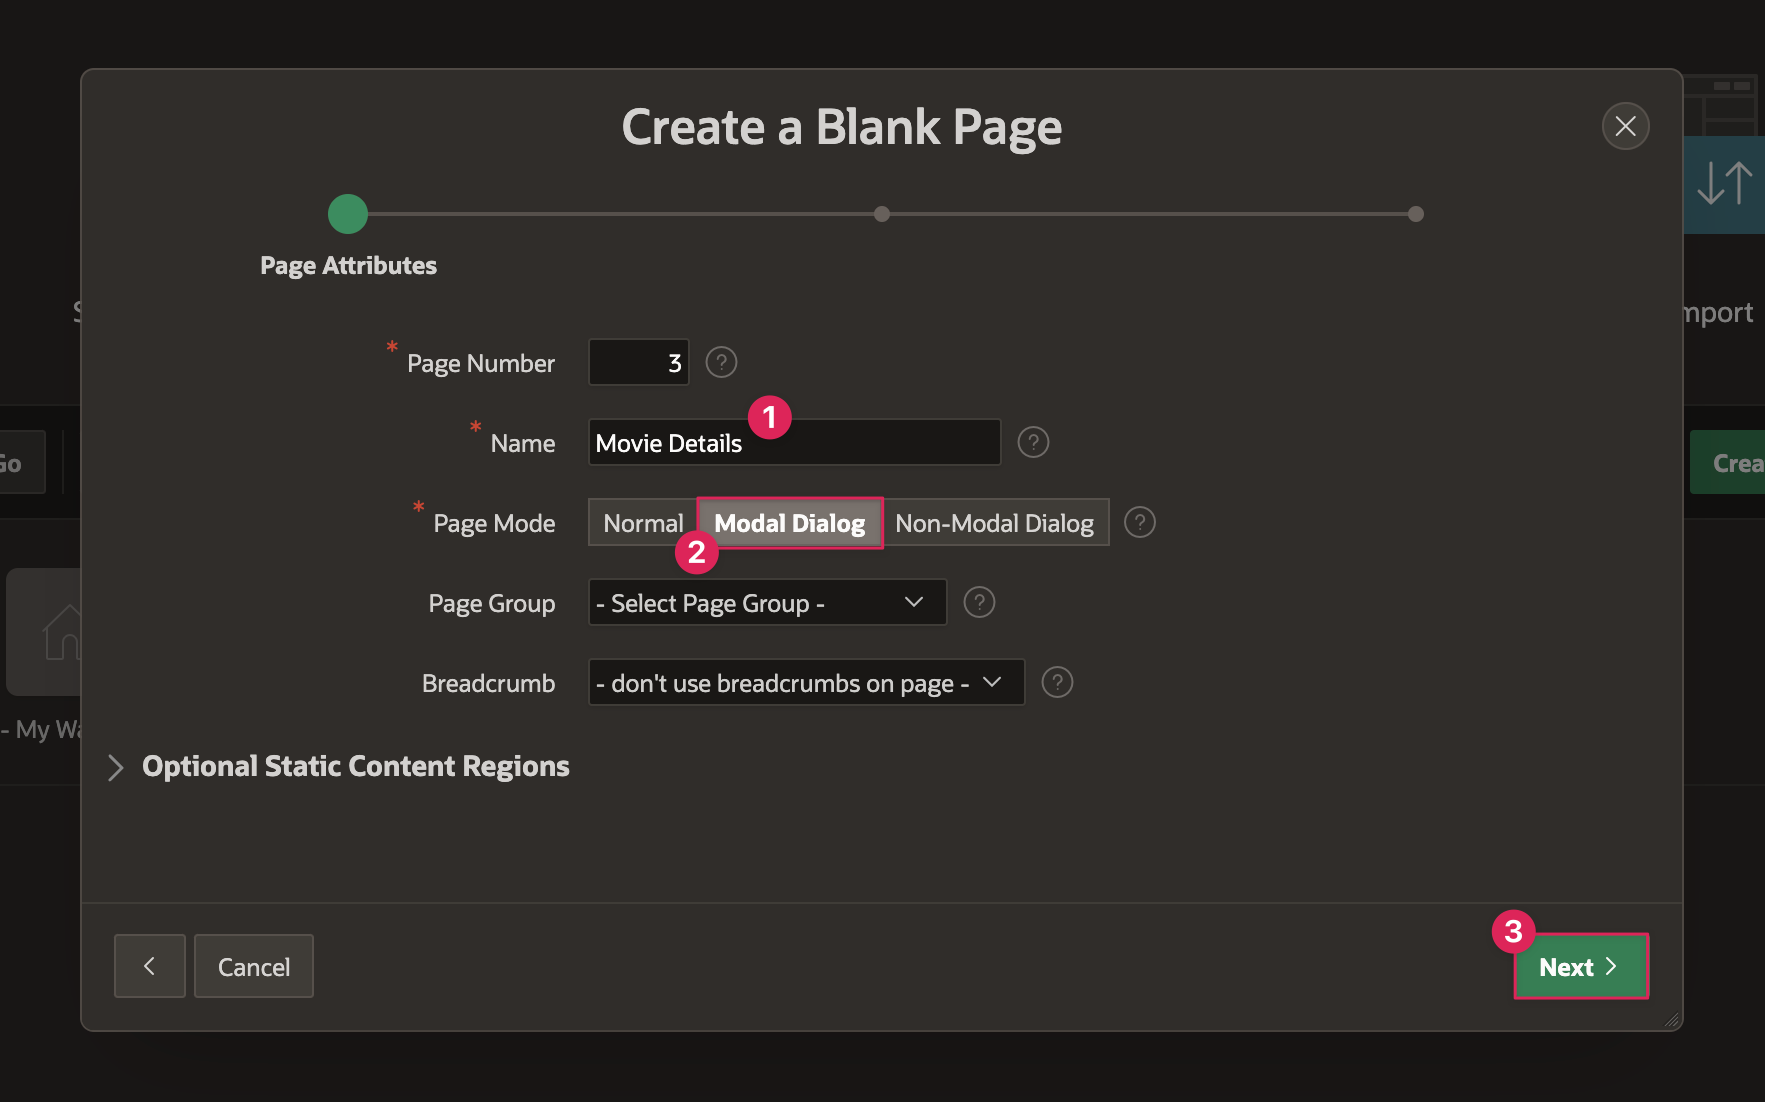 Create a Blank Page
Page Attributes
mport
* Page Number 3 ?
1
* Name Movie Details ?
Go
Crea
* Page Mode Normal Modal Dialog Non-Modal Dialog ?
2
Page Group - Select Page Group - ?
Breadcrumb - don't use breadcrumbs on page - ?
- My Wa
Optional Static Content Regions
3
Cancel
Next